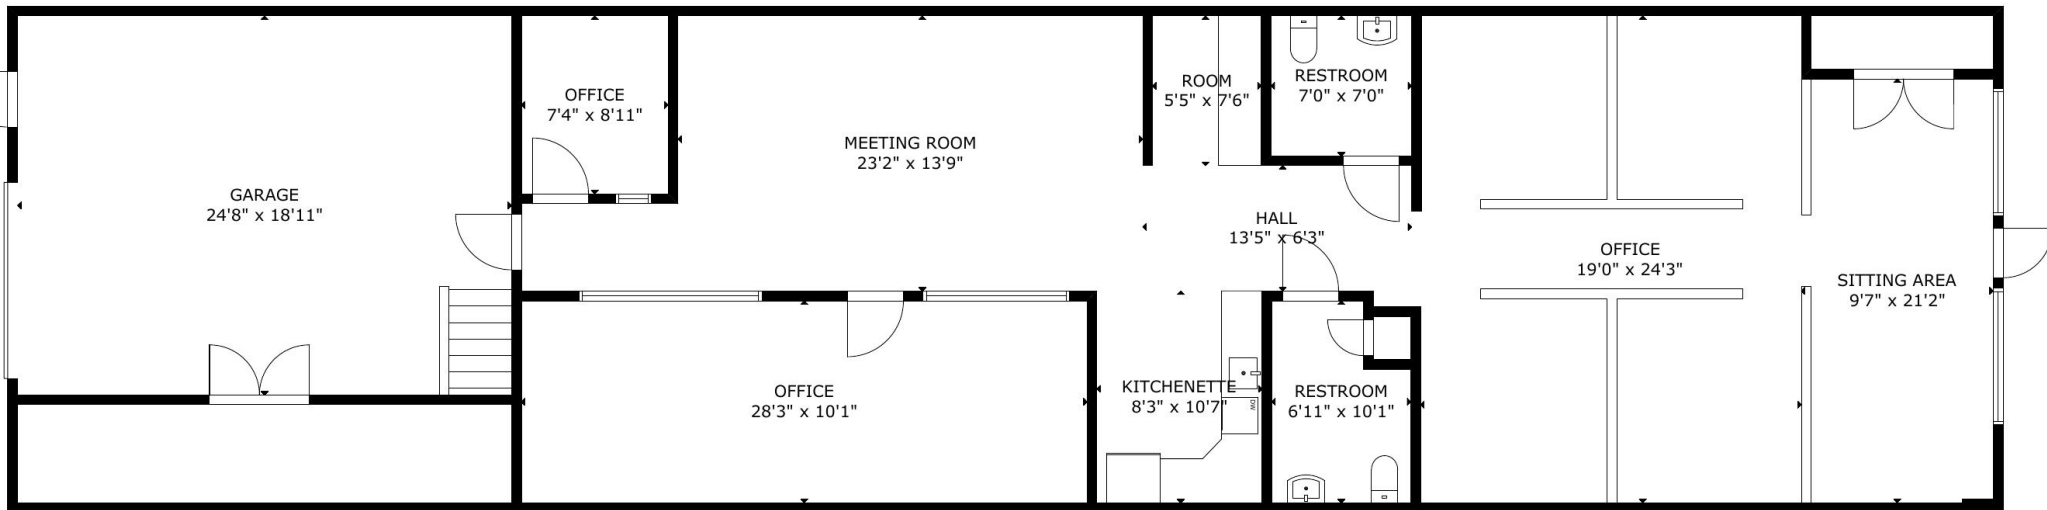 OFFICE
7'4" x 8'11"
ROOM
5'5" x 7'6"
RESTROOM
7'0" x 7'0"
MEETING ROOM
23'2" x 13'9"
GARAGE
24'8" x 18'11"
HALL
13'5" x 6'3"
OFFICE
19'0" x 24'3"
SITTING AREA
9'7" x 21'2"
OFFICE
28'3" x 10'1"
KITCHENETTE
8'3" x 10'7"
DW
RESTROOM
6'11" x 10'1"